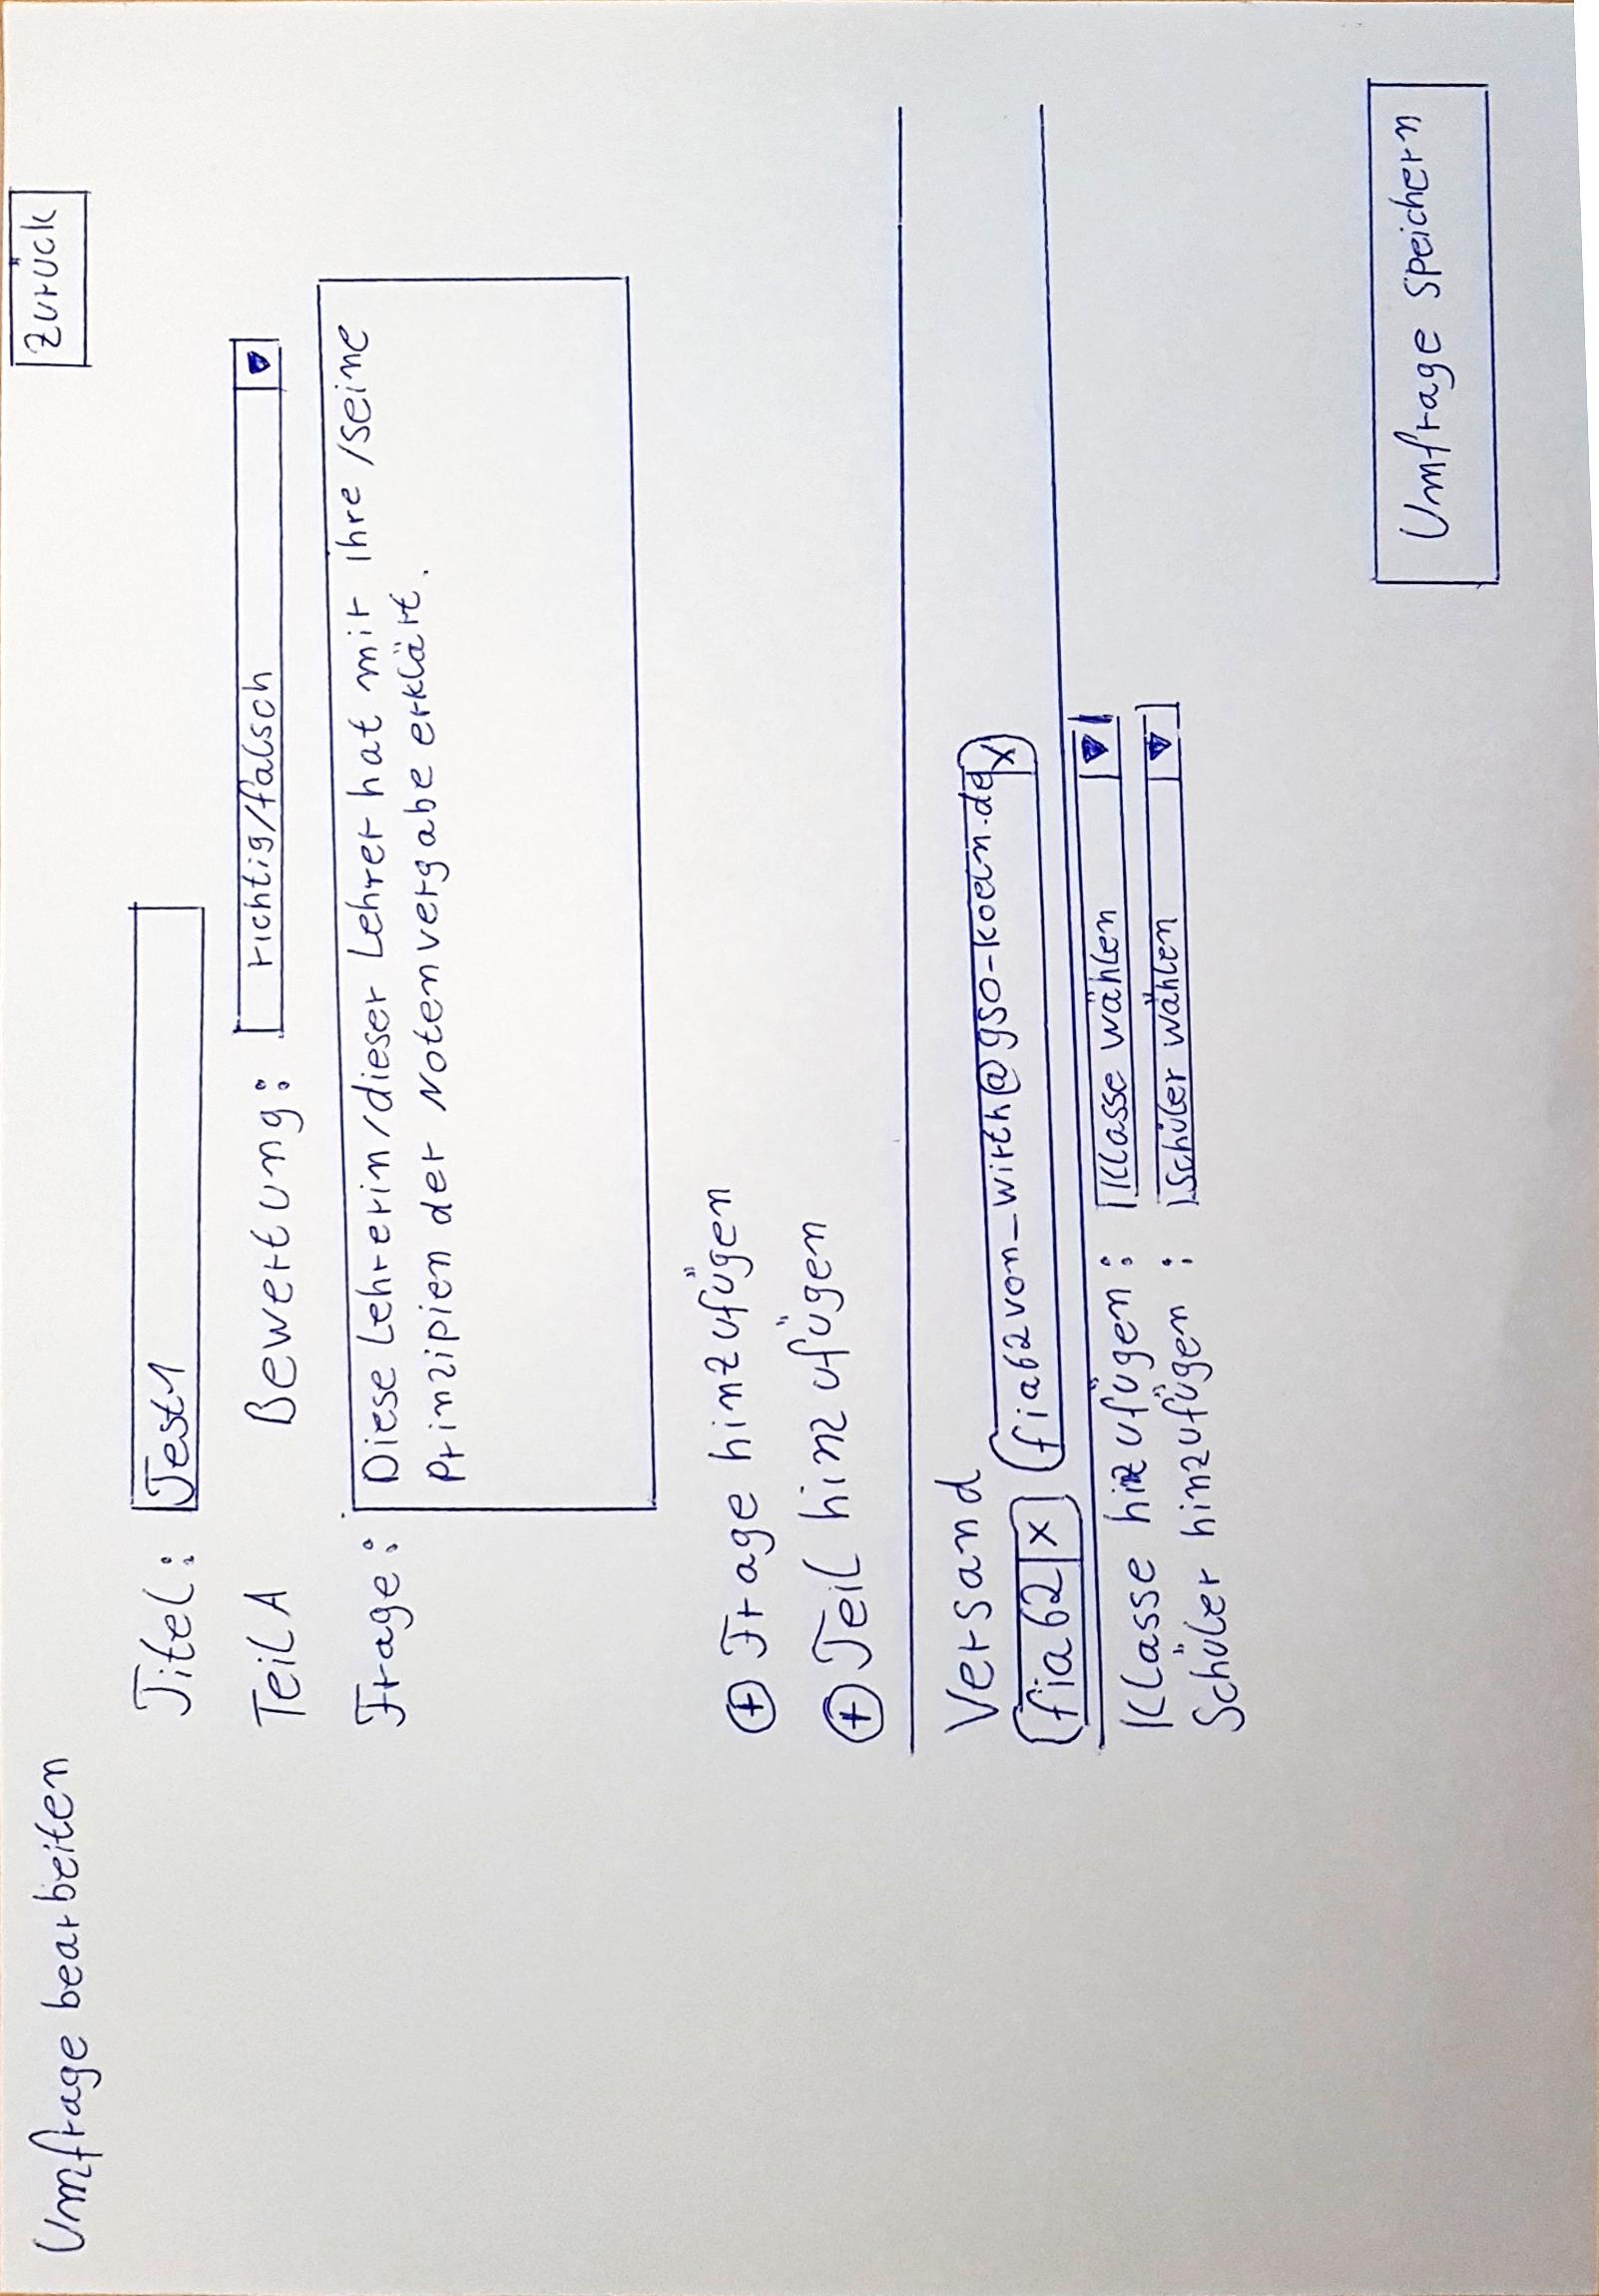 Umfrage bearbeiten
Zurück
Titel: Test1
Teil A Bewertung: richtig/falsch
Frage: Diese Lehrerin/dieser Lehrer hat mir ihre/seine
Prinzipien der Notenvergabe erklärt.
+ Frage hinzufügen
+ Teil hinzufügen
Versand
fia62 x fia62von_wirth@gso-koeln.de x
Klasse hinzufügen: Klasse wählen
Schüler hinzufügen: Schüler wählen
Umfrage speichern